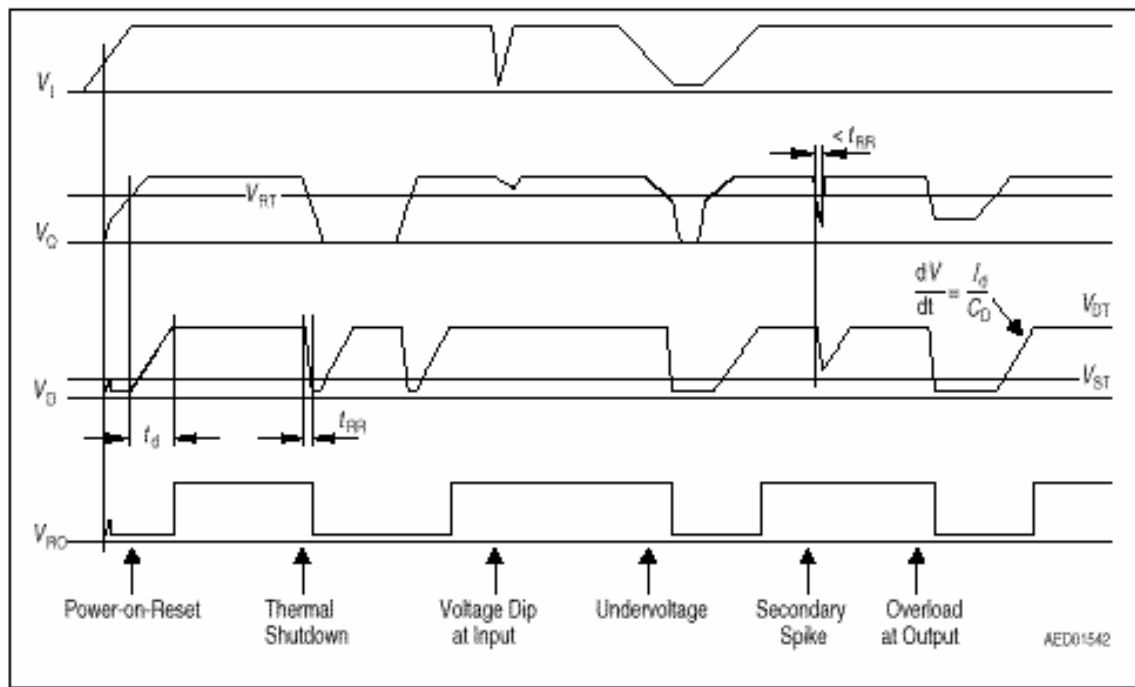 V_I
< t_RR
V_RT
V_Q
dV/dt = I_d/C_D
V_DT
V_ST
V_D
t_d
t_RR
V_RO
Power-on-Reset
Thermal
Shutdown
Voltage Dip
at Input
Undervoltage
Secondary
Spike
Overload
at Output
AED01542